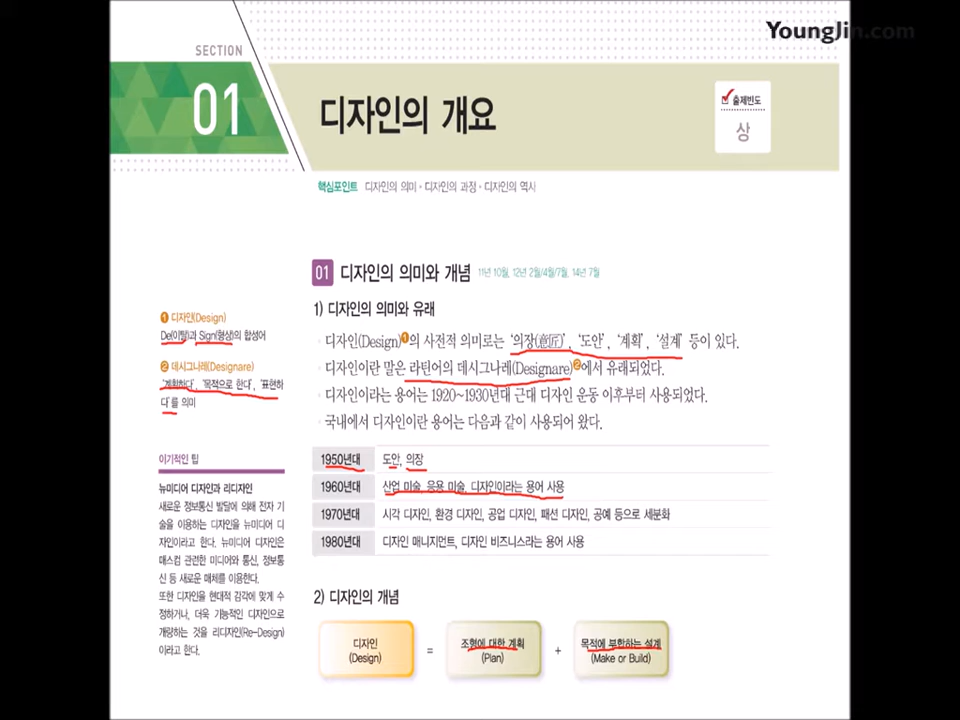 YoungJin.com
SECTION
01
디자인의 개요
출제빈도
상
핵심포인트 디자인의 의미 · 디자인의 과정 · 디자인의 역사
01 디자인의 의미와 개념 11년 10월, 12년 2월/4월/7월, 14년 7월
1) 디자인의 의미와 유래
· 디자인(Design)❶의 사전적 의미로는 '의장(意匠)', '도안', '계획', '설계' 등이 있다.
· 디자인이란 말은 라틴어의 데시그나레(Designare)❷에서 유래되었다.
· 디자인이라는 용어는 1920~1930년대 근대 디자인 운동 이후부터 사용되었다.
· 국내에서 디자인이란 용어는 다음과 같이 사용되어 왔다.
1950년대 도안, 의장
1960년대 산업 미술, 응용 미술, 디자인이라는 용어 사용
1970년대 시각 디자인, 환경 디자인, 공업 디자인, 패션 디자인, 공예 등으로 세분화
1980년대 디자인 매니지먼트, 디자인 비즈니스라는 용어 사용
2) 디자인의 개념
디자인
(Design)
=
조형에 대한 계획
(Plan)
+
목적에 부합하는 설계
(Make or Build)
❶ 디자인(Design)
De(이탈)과 Sign(형상)의 합성어
❷ 데시그나레(Designare)
'계획하다', '목적으로 한다', '표현하
다'를 의미
이기적인 팁
뉴미디어 디자인과 리디자인
새로운 정보통신 발달에 의해 전자 기
술을 이용하는 디자인을 뉴미디어 디
자인이라고 한다. 뉴미디어 디자인은
매스컴 관련한 미디어와 통신, 정보통
신 등 새로운 매체를 이용한다.
또한 디자인을 현대적 감각에 맞게 수
정하거나, 더욱 기능적인 디자인으로
개량하는 것을 리디자인(Re-Design)
이라고 한다.